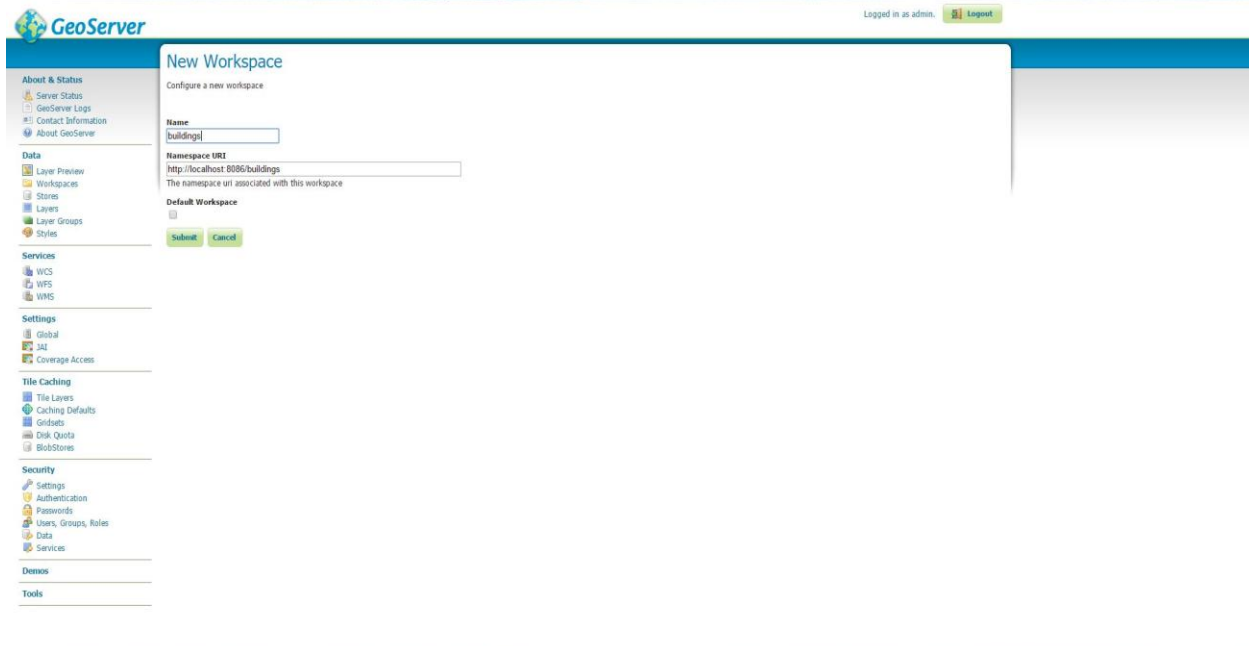 GeoServer
Logged in as admin.
Logout
New Workspace
Configure a new workspace
Name
buildings
Namespace URI
http://localhost:8086/buildings
The namespace uri associated with this workspace
Default Workspace
Submit
Cancel
About & Status
Server Status
GeoServer Logs
Contact Information
About GeoServer
Data
Layer Preview
Workspaces
Stores
Layers
Layer Groups
Styles
Services
WCS
WFS
WMS
Settings
Global
JAI
Coverage Access
Tile Caching
Tile Layers
Caching Defaults
Gridsets
Disk Quota
BlobStores
Security
Settings
Authentication
Passwords
Users, Groups, Roles
Data
Services
Demos
Tools